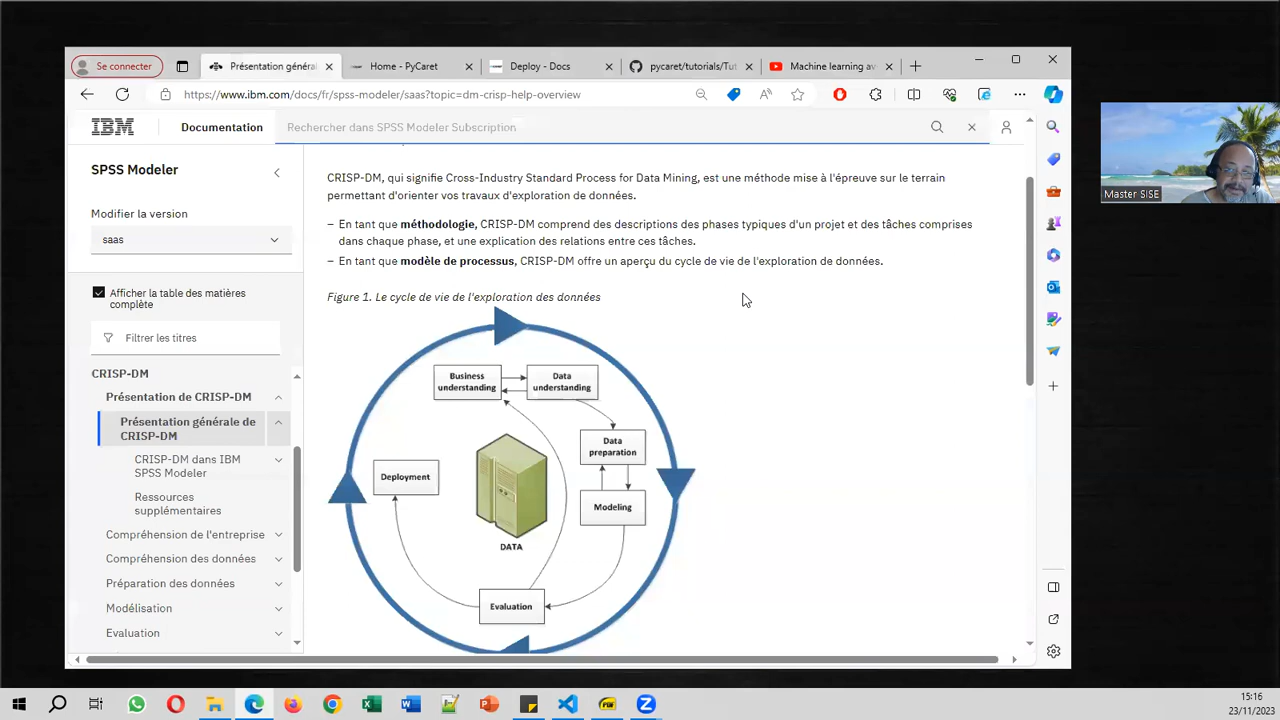 Se connecter
Présentation généra
Home - PyCaret
Deploy - Docs
pycaret/tutorials/Tut
Machine learning av
https://www.ibm.com/docs/fr/spss-modeler/saas?topic=dm-crisp-help-overview
IBM
Documentation
Rechercher dans SPSS Modeler Subscription
SPSS Modeler
Modifier la version
saas
Afficher la table des matières
complète
Filtrer les titres
CRISP-DM
Présentation de CRISP-DM
Présentation générale de
CRISP-DM
CRISP-DM dans IBM
SPSS Modeler
Ressources
supplémentaires
Compréhension de l'entreprise
Compréhension des données
Préparation des données
Modélisation
Evaluation
CRISP-DM, qui signifie Cross-Industry Standard Process for Data Mining, est une méthode mise à l'épreuve sur le terrain
permettant d'orienter vos travaux d'exploration de données.
– En tant que méthodologie, CRISP-DM comprend des descriptions des phases typiques d'un projet et des tâches comprises
dans chaque phase, et une explication des relations entre ces tâches.
– En tant que modèle de processus, CRISP-DM offre un aperçu du cycle de vie de l'exploration de données.
Figure 1. Le cycle de vie de l'exploration des données
Business
understanding
Data
understanding
Data
preparation
Modeling
Deployment
DATA
Evaluation
Master SISE
15:16
23/11/2023